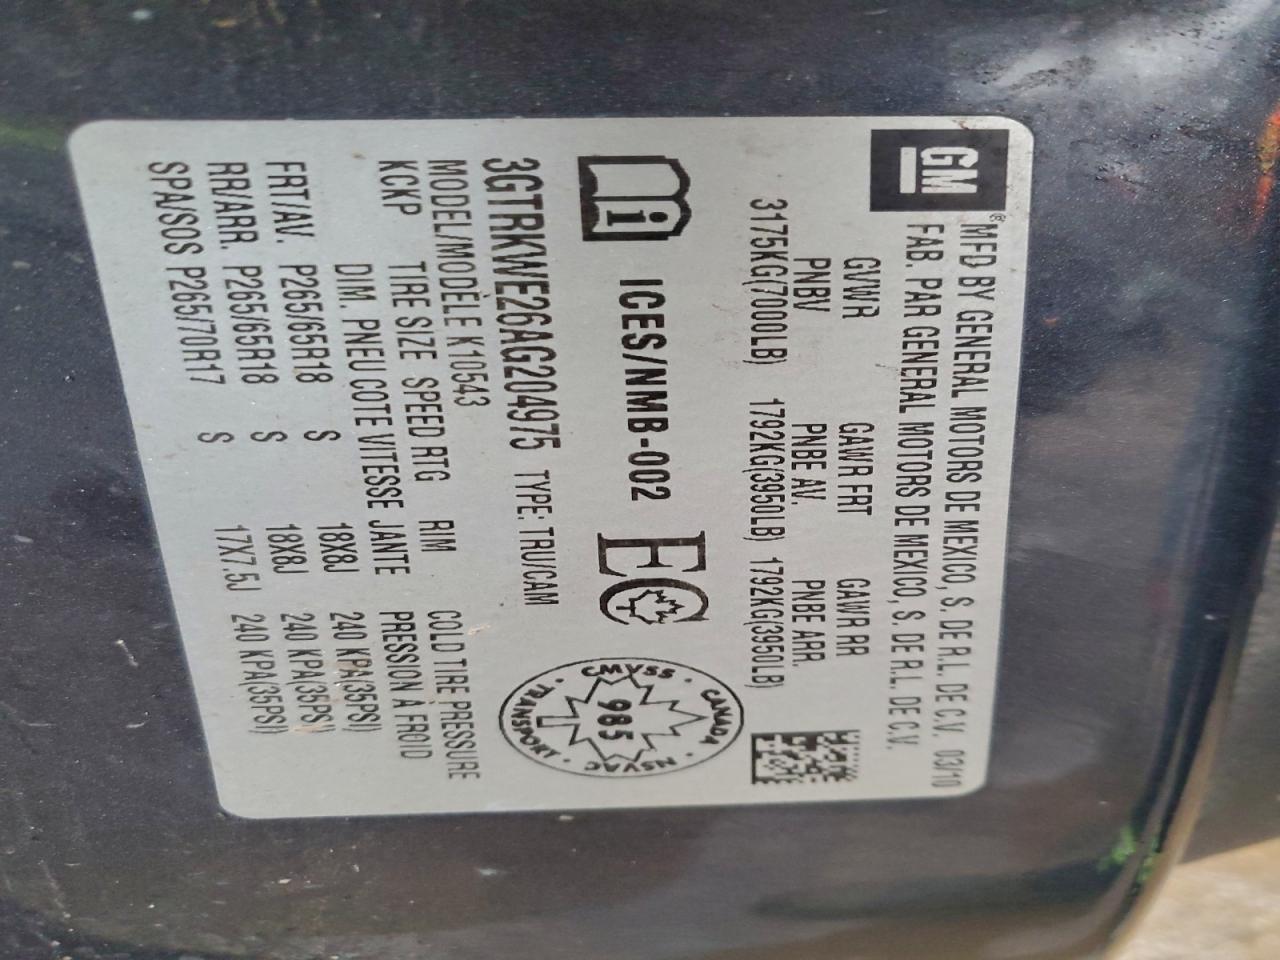 GM ® MFD BY GENERAL MOTORS DE MEXICO, S. DE R.L. DE C.V. 03/10
FAB. PAR GENERAL MOTORS DE MEXICO, S. DE R.L. DE C.V.
GVWR GAWR FRT GAWR RR
PNBV PNBE AV. PNBE ARR.
3175KG(7000LB) 1792KG(3950LB) 1792KG(3950LB)
i ICES/NMB-002 EC
CANADA · NSVAC · TRANSPORT · CMVSS ·
985
3GTRKWE26AG204975 TYPE: TRU/CAM
MODEL/MODÈLE K10543 COLD TIRE PRESSURE
KCKP TIRE SIZE SPEED RTG RIM PRESSION À FROID
DIM. PNEU COTE VITESSE JANTE
FRT/AV. P265/65R18 S 18X8J 240 KPA(35PSI)
RR/ARR. P265/65R18 S 18X8J 240 KPA(35PSI)
SPA/SOS P265/70R17 S 17X7.5J 240 KPA(35PSI)